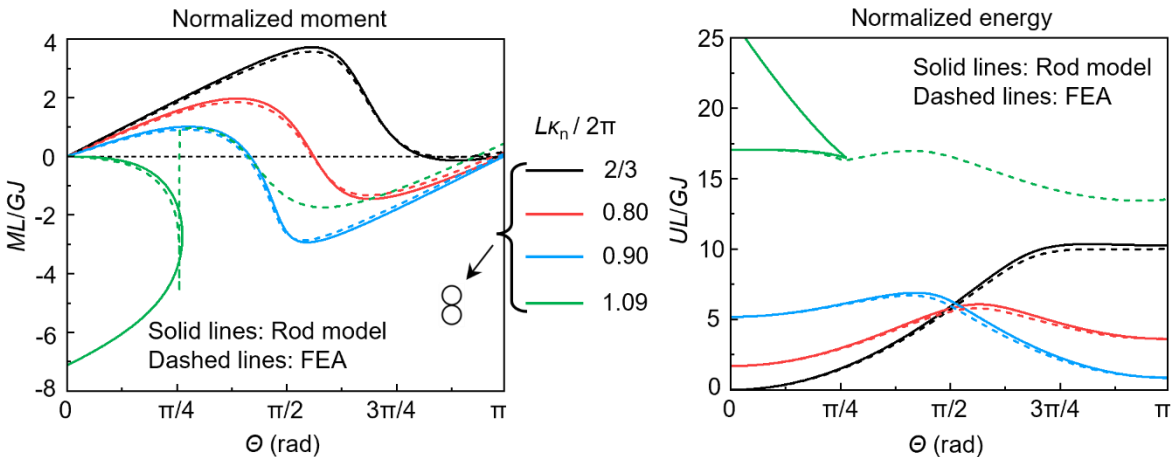 Normalized moment
4
2
0
-2
-4
-6
-8
ML/GJ
Solid lines: Rod model
Dashed lines: FEA
0
π/4
π/2
3π/4
π
Θ (rad)
Lκₙ / 2π
2/3
0.80
0.90
1.09
Normalized energy
25
20
15
10
5
0
UL/GJ
Solid lines: Rod model
Dashed lines: FEA
0
π/4
π/2
3π/4
π
Θ (rad)